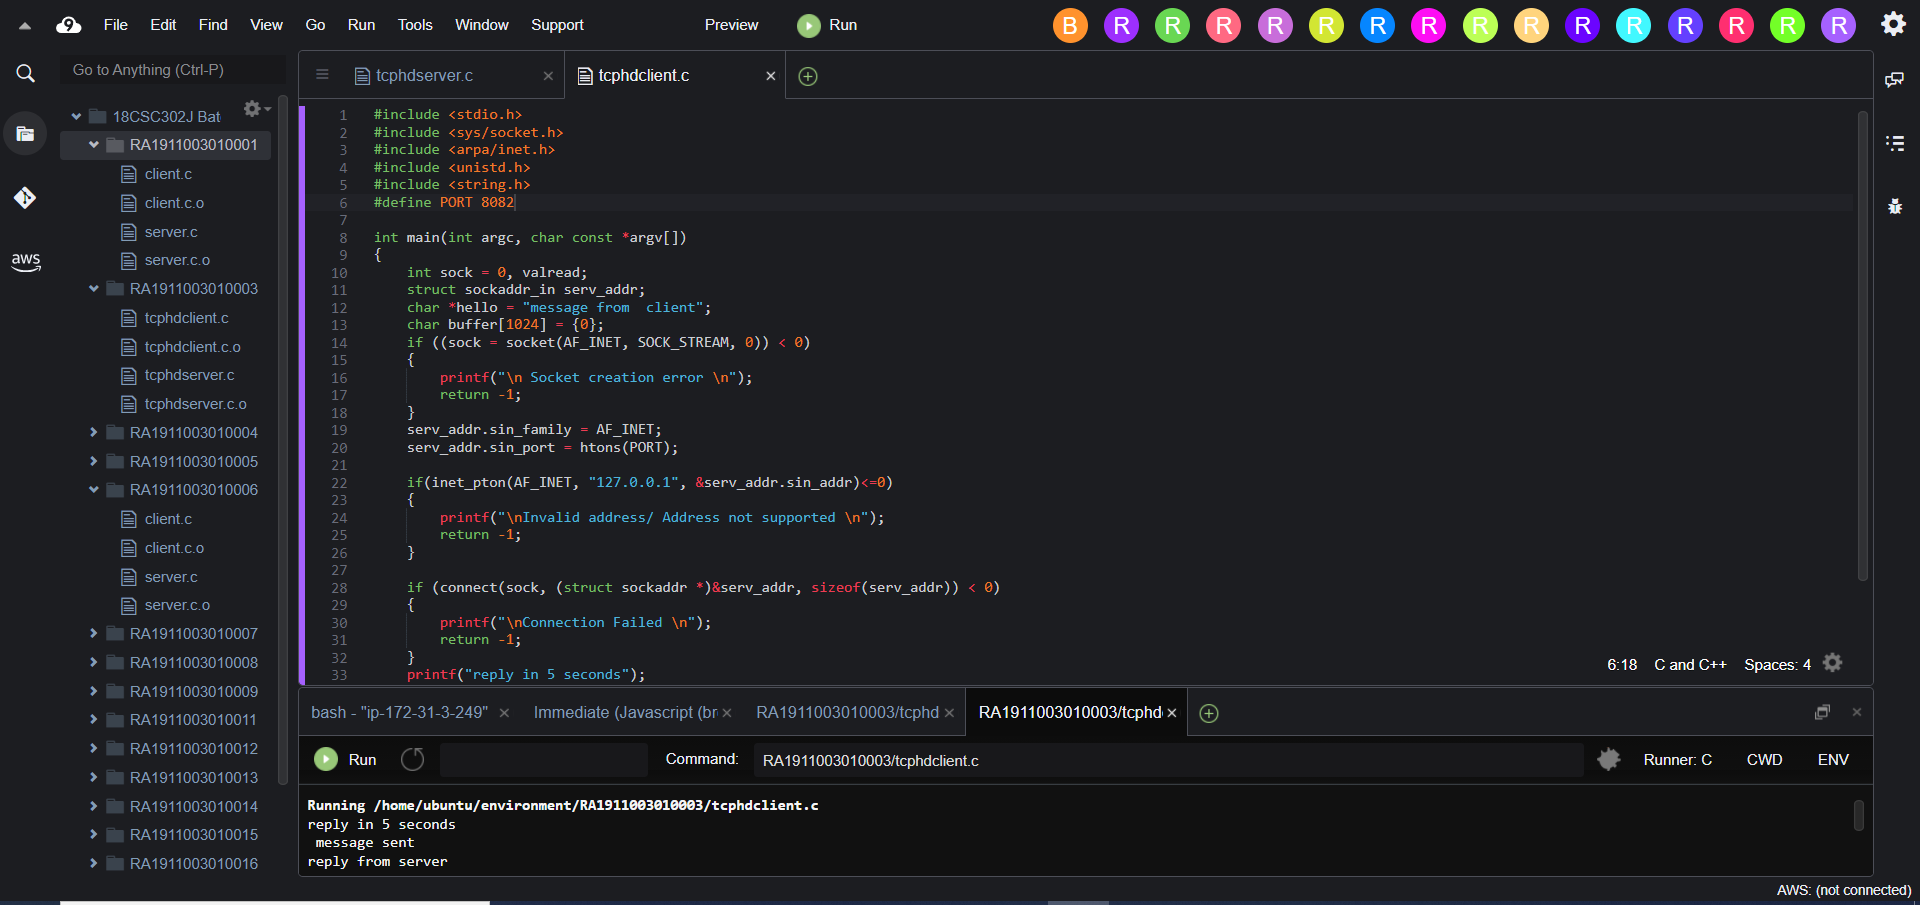 File Edit Find View Go Run Tools Window Support Preview Run B R R R R R R R R R R R R R R R
Go to Anything (Ctrl-P)
18CSC302J Bat
RA1911003010001
client.c
client.c.o
server.c
server.c.o
RA1911003010003
tcphdclient.c
tcphdclient.c.o
tcphdserver.c
tcphdserver.c.o
RA1911003010004
RA1911003010005
RA1911003010006
client.c
client.c.o
server.c
server.c.o
RA1911003010007
RA1911003010008
RA1911003010009
RA1911003010011
RA1911003010012
RA1911003010013
RA1911003010014
RA1911003010015
RA1911003010016
aws
tcphdserver.c tcphdclient.c
1 #include <stdio.h>
2 #include <sys/socket.h>
3 #include <arpa/inet.h>
4 #include <unistd.h>
5 #include <string.h>
6 #define PORT 8082
7
8 int main(int argc, char const *argv[])
9 {
10 int sock = 0, valread;
11 struct sockaddr_in serv_addr;
12 char *hello = "message from  client";
13 char buffer[1024] = {0};
14 if ((sock = socket(AF_INET, SOCK_STREAM, 0)) < 0)
15 {
16 printf("\n Socket creation error \n");
17 return -1;
18 }
19 serv_addr.sin_family = AF_INET;
20 serv_addr.sin_port = htons(PORT);
21
22 if(inet_pton(AF_INET, "127.0.0.1", &serv_addr.sin_addr)<=0)
23 {
24 printf("\nInvalid address/ Address not supported \n");
25 return -1;
26 }
27
28 if (connect(sock, (struct sockaddr *)&serv_addr, sizeof(serv_addr)) < 0)
29 {
30 printf("\nConnection Failed \n");
31 return -1;
32 }
33 printf("reply in 5 seconds");
6:18 C and C++ Spaces: 4
bash - "ip-172-31-3-249" Immediate (Javascript (br RA1911003010003/tcphd RA1911003010003/tcphd
Run Command: RA1911003010003/tcphdclient.c Runner: C CWD ENV
Running /home/ubuntu/environment/RA1911003010003/tcphdclient.c
reply in 5 seconds
message sent
reply from server
AWS: (not connected)